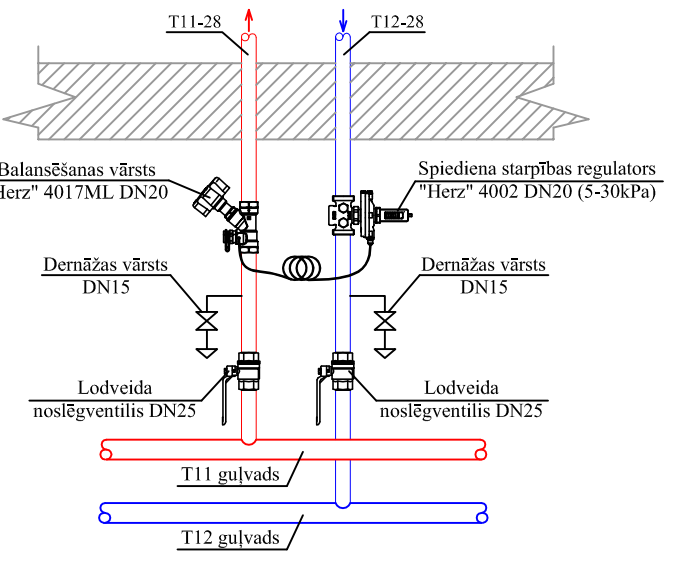 T11-28
T12-28
Balansēšanas vārsts
Herz" 4017ML DN20
Spiediena starpības regulators
"Herz" 4002 DN20 (5-30kPa)
Dernāžas vārsts
DN15
Dernāžas vārsts
DN15
Lodveida
noslēgventilis DN25
Lodveida
noslēgventilis DN25
T11 guļvads
T12 guļvads